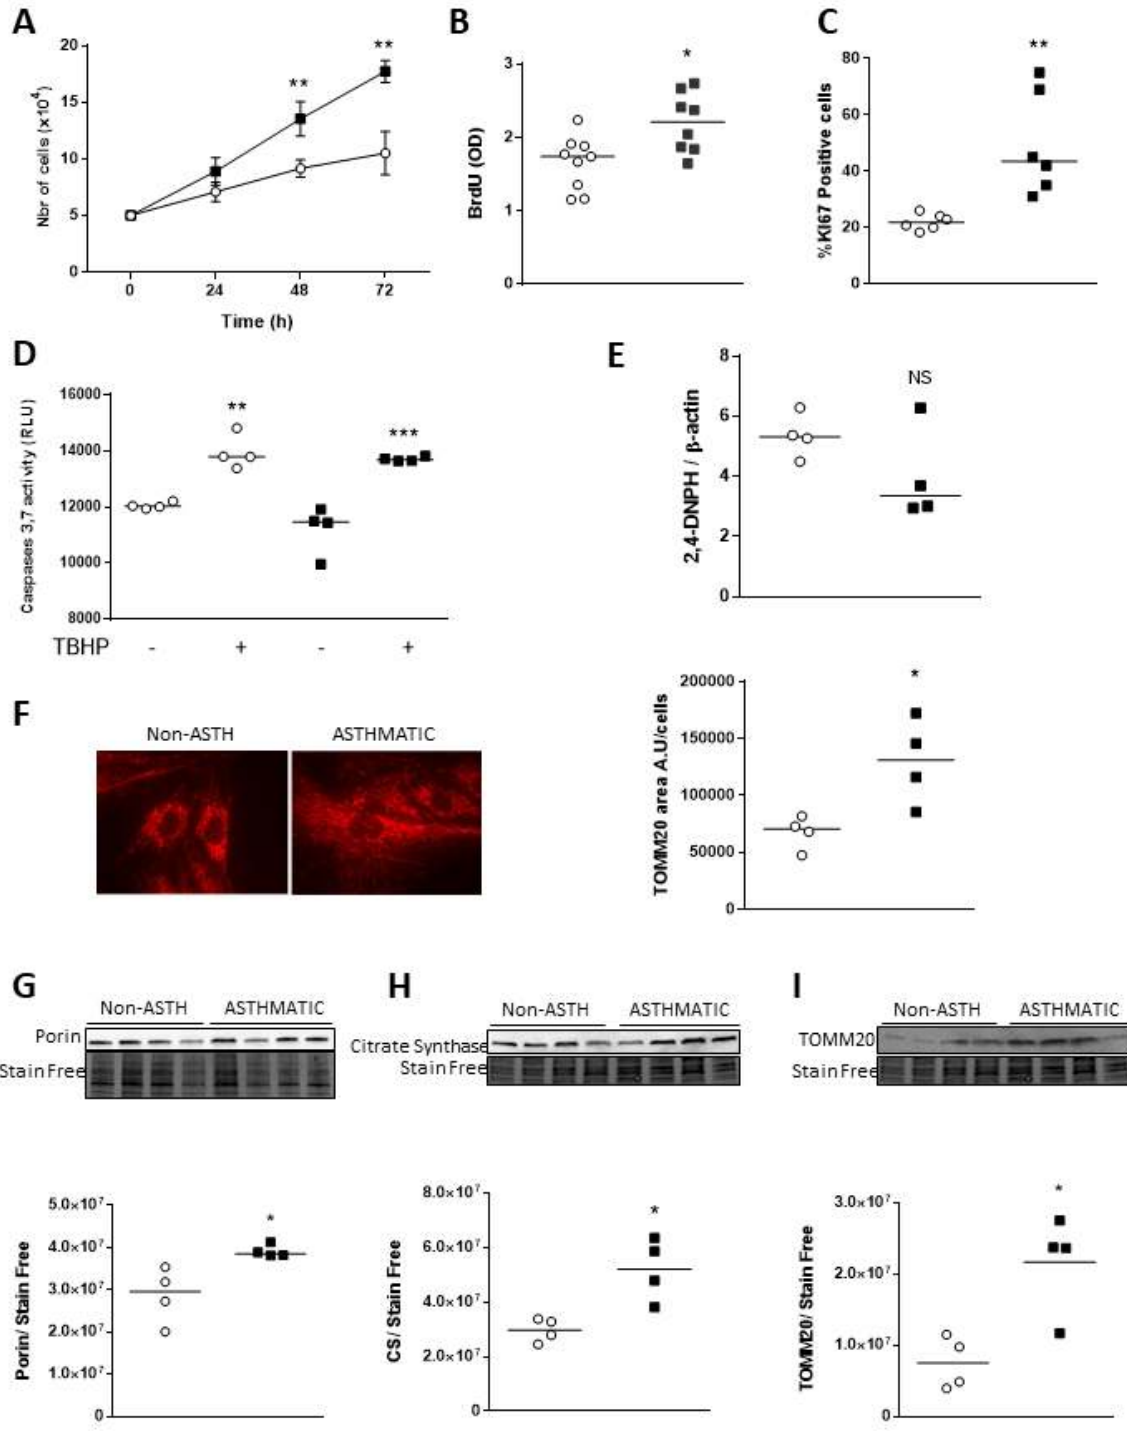 A
20
15
10
5
0
Nbr of cells (x10⁴)
** **
0 24 48 72
Time (h)
B
3
2
1
0
BrdU (OD)
*
C
80
60
40
20
0
%KI67 Positive cells
**
D
16000
14000
12000
10000
8000
Caspases 3,7 activity (RLU)
** ***
TBHP - + - +
E
8
6
4
2
0
2,4-DNPH / β-actin
NS
F
Non-ASTH ASTHMATIC
200000
150000
100000
50000
0
TOMM20 area A.U/cells
*
G
Non-ASTH ASTHMATIC
Porin
Stain Free
5.0×10⁷
4.0×10⁷
3.0×10⁷
2.0×10⁷
1.0×10⁷
0
Porin/ Stain Free
*
H
Non-ASTH ASTHMATIC
Citrate Synthase
Stain Free
8.0×10⁷
6.0×10⁷
4.0×10⁷
2.0×10⁷
0
CS/ Stain Free
*
I
Non-ASTH ASTHMATIC
TOMM20
Stain Free
3.0×10⁷
2.0×10⁷
1.0×10⁷
0
TOMM20/ Stain Free
*